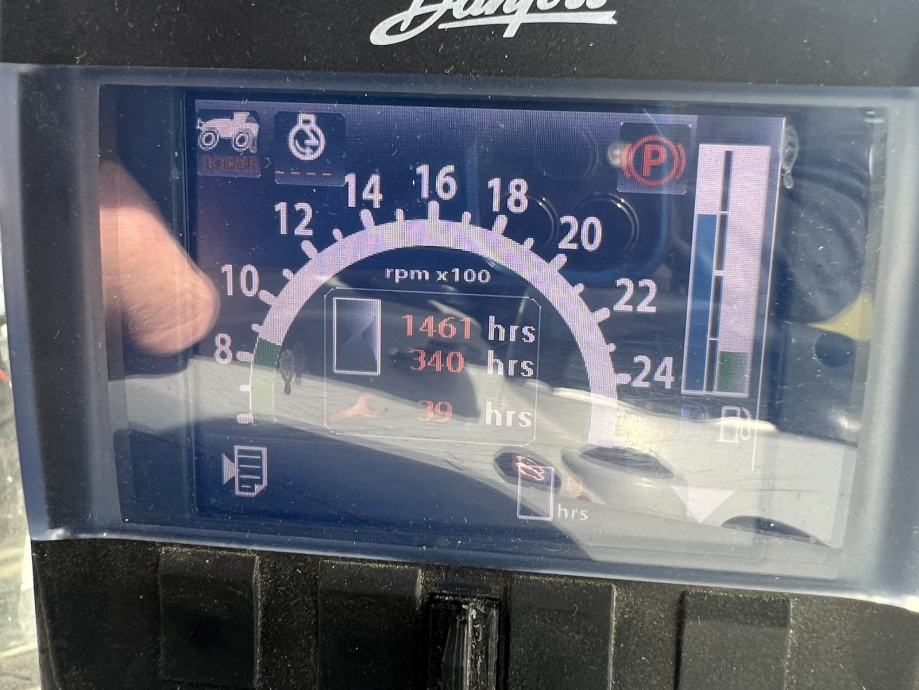 Danfoss
P
8
10
12
14
16
18
20
22
24
rpm x100
1461 hrs
340 hrs
39 hrs
hrs